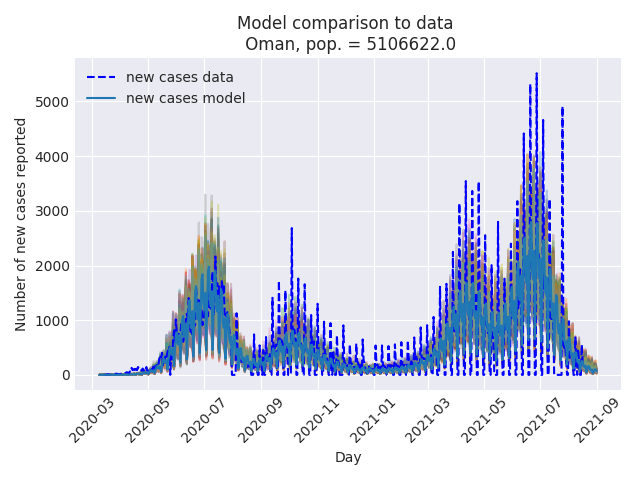 Model comparison to data
Oman, pop. = 5106622.0
new cases data
new cases model
Number of new cases reported
5000
4000
3000
2000
1000
0
2020-03
2020-05
2020-07
2020-09
2020-11
2021-01
2021-03
2021-05
2021-07
2021-09
Day